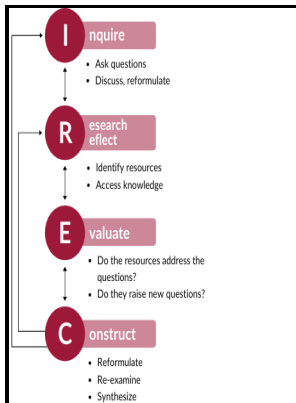 I nquire
• Ask questions
• Discuss, reformulate
R esearch
eflect
• Identify resources
• Access knowledge
E valuate
• Do the resources address the
questions?
• Do they raise new questions?
C onstruct
• Reformulate
• Re-examine
• Synthesize